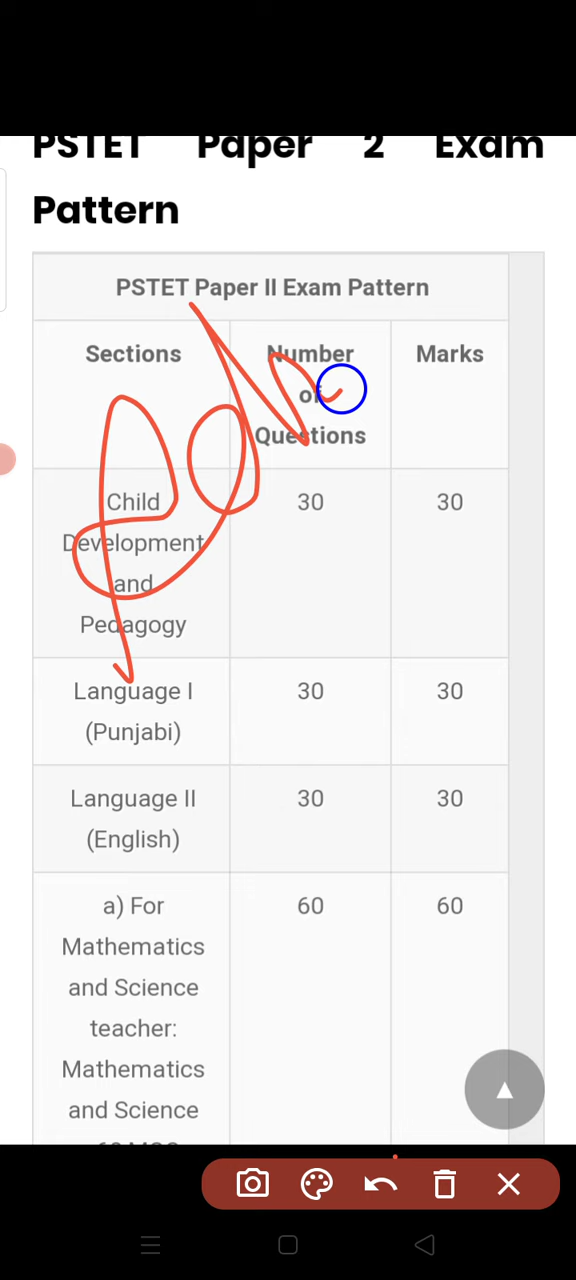 PSTET Paper 2 Exam
Pattern
PSTET Paper II Exam Pattern
Sections
Number
of
Questions
Marks
Child
Development
and
Pedagogy
30
30
Language I
(Punjabi)
30
30
Language II
(English)
30
30
a) For
Mathematics
and Science
teacher:
Mathematics
and Science
60
60